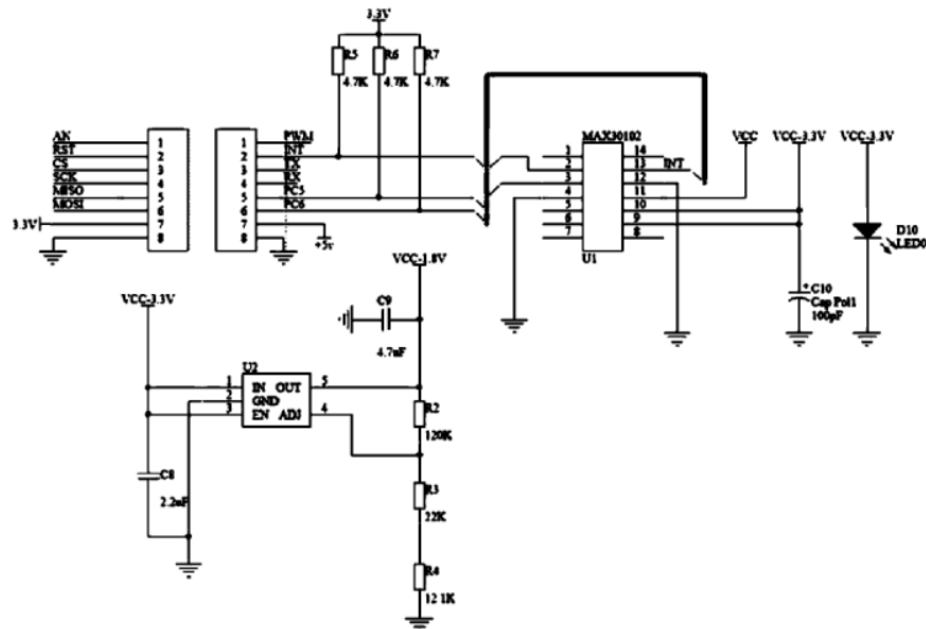 3.3V
R5
R6
R7
4.7K
4.7K
4.7K
AN
RST
CS
SCK
MISO
MOSI
3.3V
1
2
3
4
5
6
7
8
1
2
3
4
5
6
7
8
PWM
INT
TX
RX
PC5
PC6
+5v
MAX30102
1
2
3
4
5
6
7
14
13
12
11
10
9
8
INT
U1
VCC
VCC-3.3V
VCC-3.3V
D10
LED0
C10
Cap Pol1
100pF
VCC-1.8V
VCC-3.3V
C9
4.7uF
U2
1
2
3
IN OUT
GND
EN ADJ
5
4
R2
120K
C8
2.2uF
R3
22K
R4
12.1K